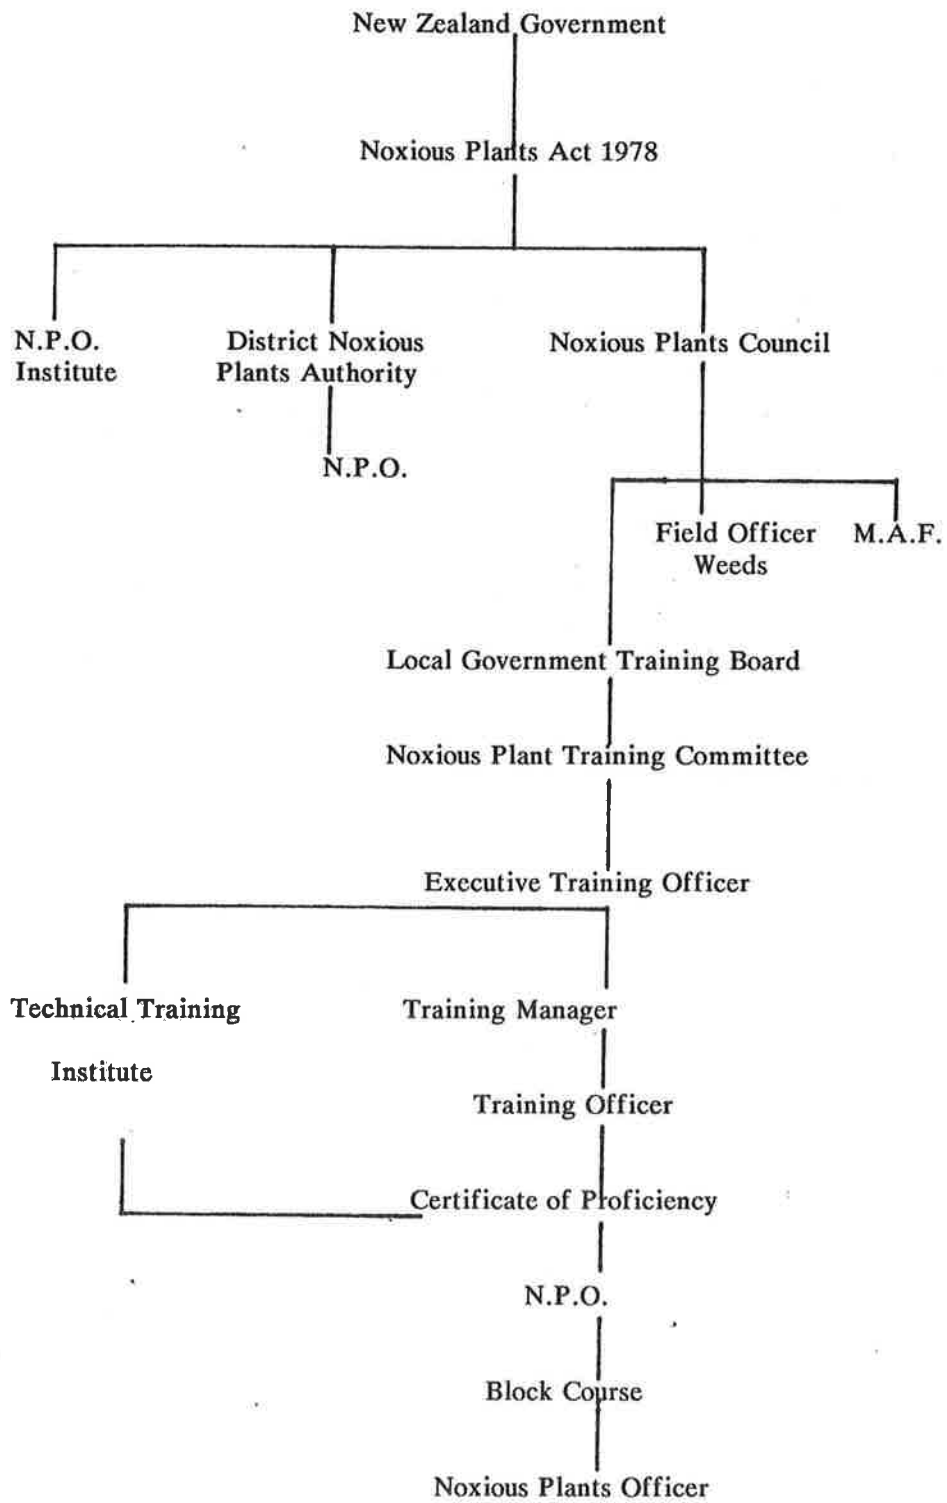 New Zealand Government
Noxious Plants Act 1978
N.P.O.
Institute
District Noxious
Plants Authority
Noxious Plants Council
N.P.O.
Field Officer
Weeds
M.A.F.
Local Government Training Board
Noxious Plant Training Committee
Executive Training Officer
Technical Training
Institute
Training Manager
Training Officer
Certificate of Proficiency
N.P.O.
Block Course
Noxious Plants Officer